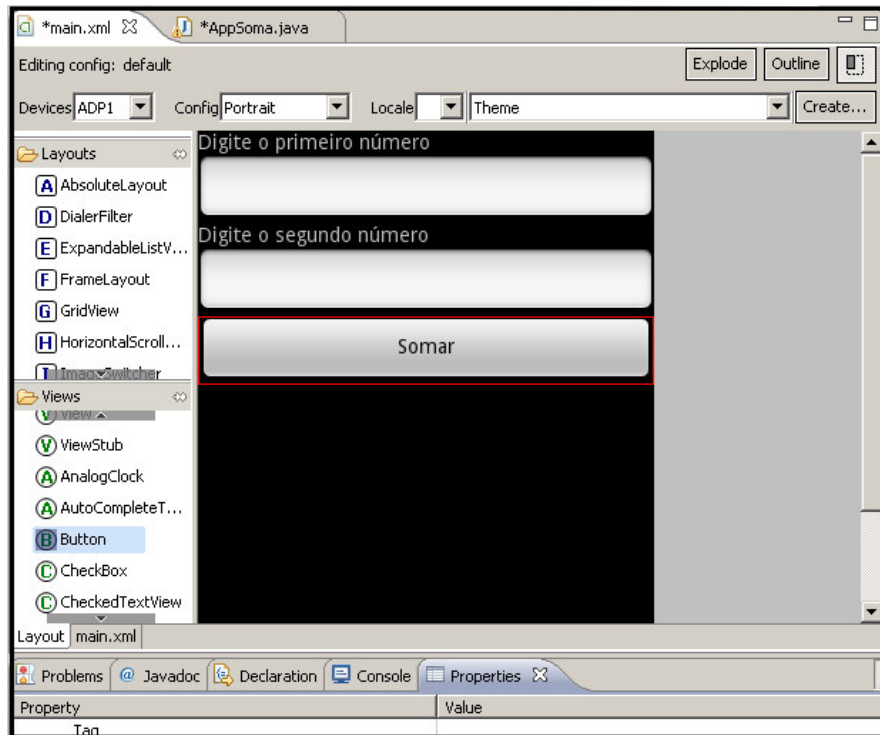 *main.xml
*AppSoma.java
Editing config: default
Explode
Outline
Devices ADP1
Config Portrait
Locale
Theme
Create...
Layouts
A AbsoluteLayout
D DialerFilter
E ExpandableListV...
F FrameLayout
G GridView
H HorizontalScroll...
I ImageSwitcher
Views
V View
V ViewStub
A AnalogClock
A AutoCompleteT...
B Button
C CheckBox
C CheckedTextView
Digite o primeiro número
Digite o segundo número
Somar
Layout
main.xml
Problems
@ Javadoc
Declaration
Console
Properties
Property
Value
Tag